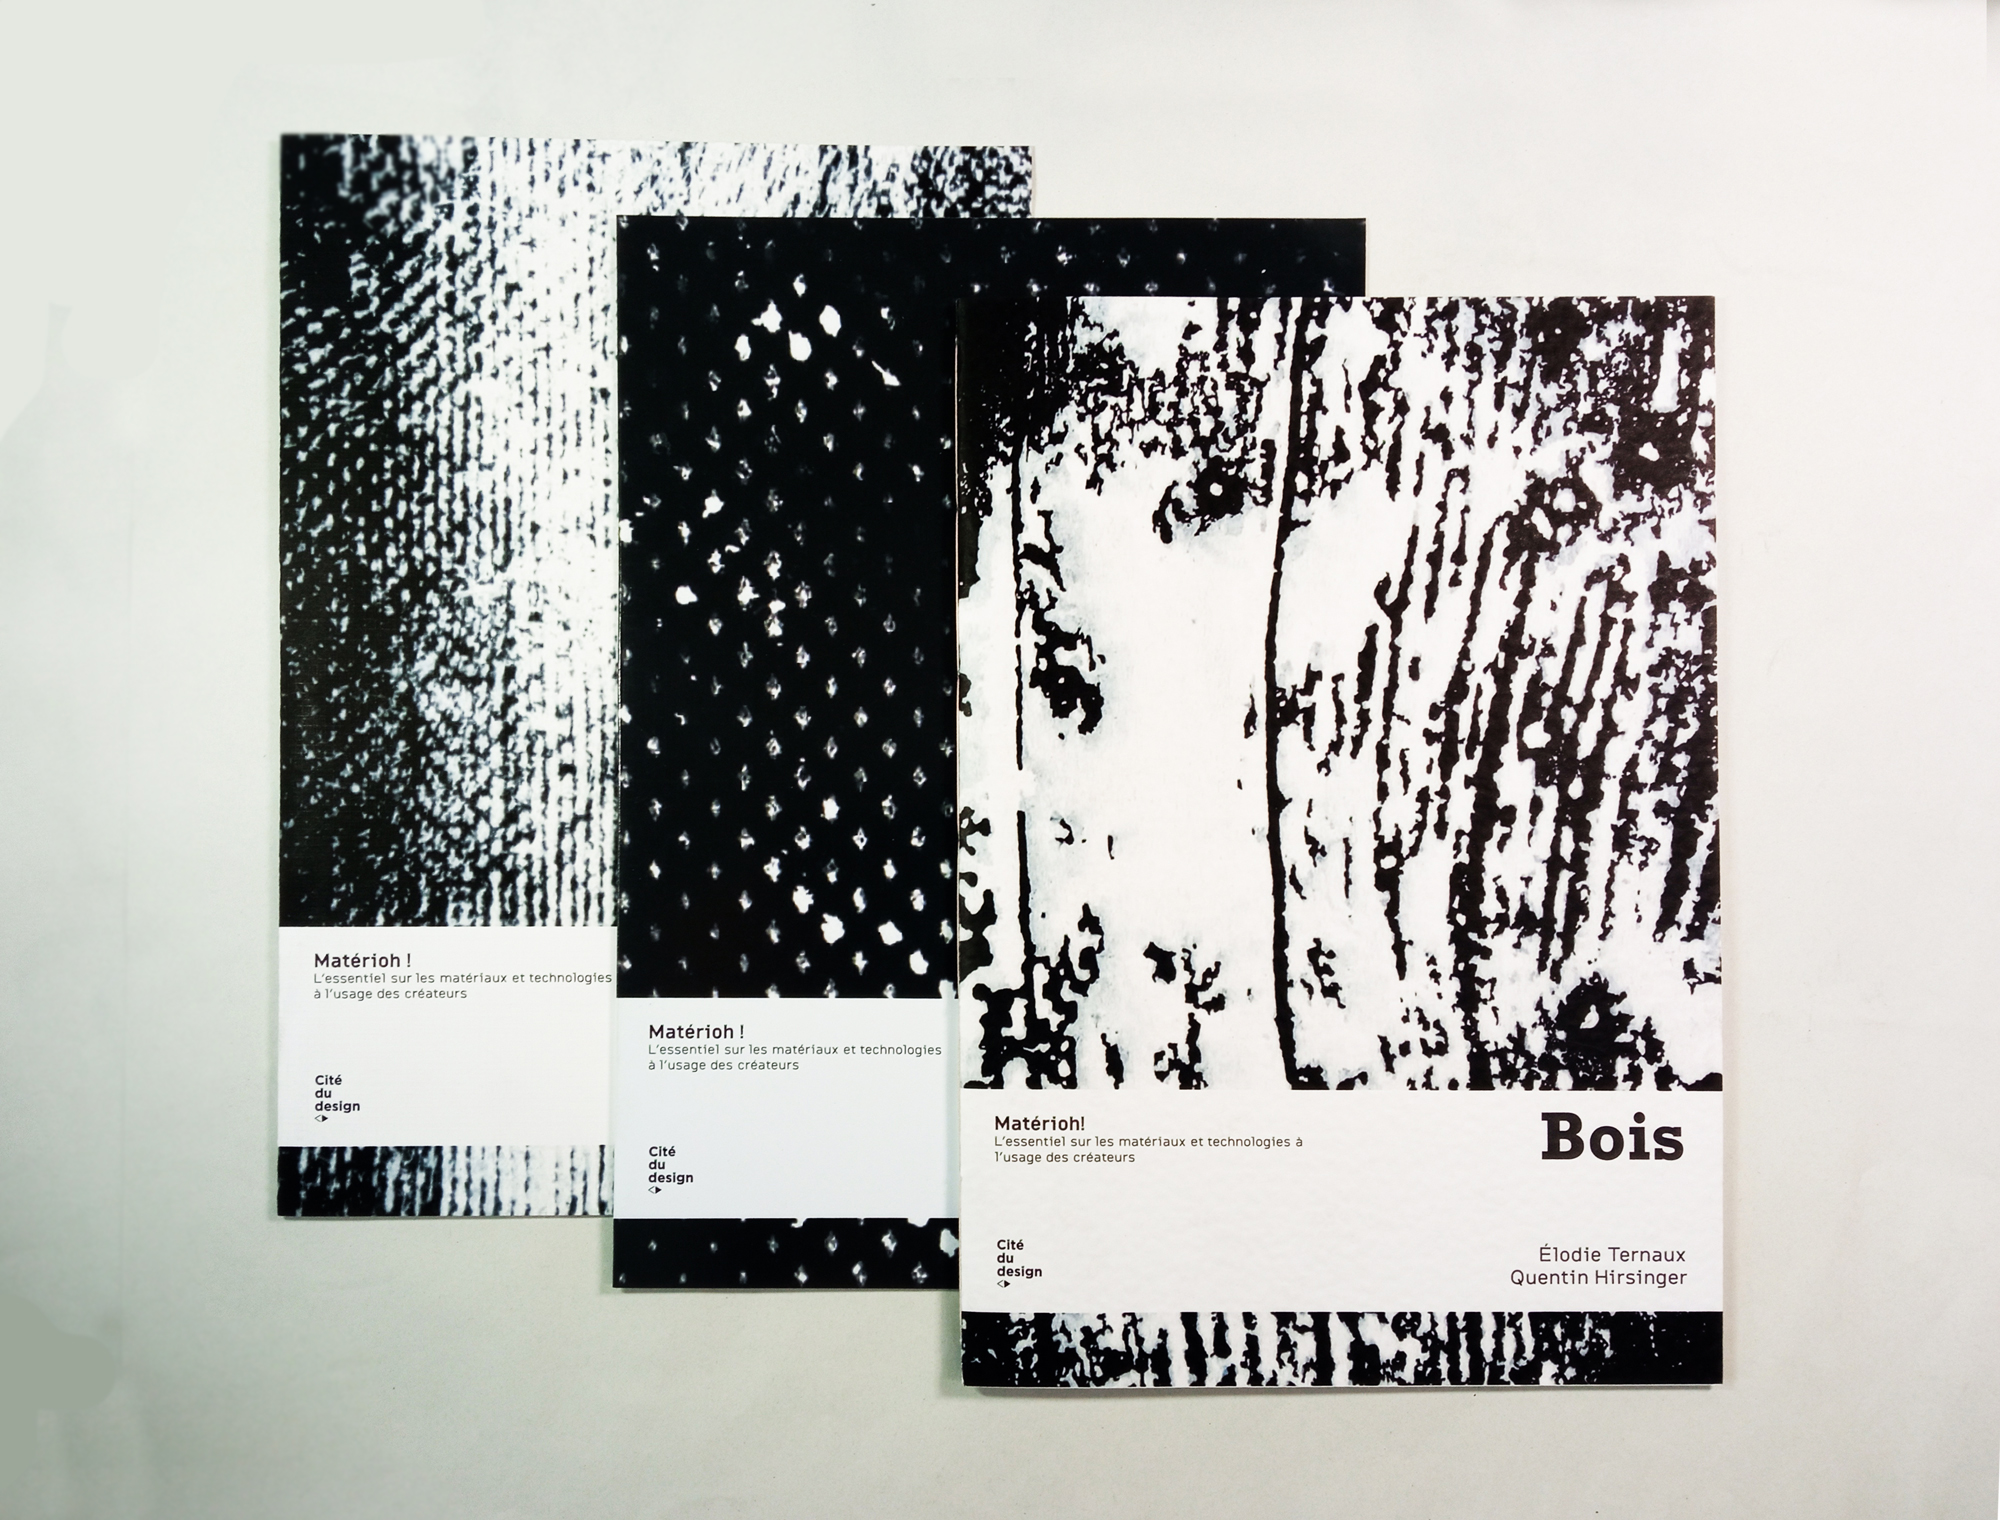 Matérioh !
L'essentiel sur les matériaux et technologies
à l'usage des créateurs
Cité
du
design
Matérioh !
L'essentiel sur les matériaux et technologies
à l'usage des créateurs
Cité
du
design
Matérioh!
L'essentiel sur les matériaux et technologies à
l'usage des créateurs
Bois
Cité
du
design
Élodie Ternaux
Quentin Hirsinger